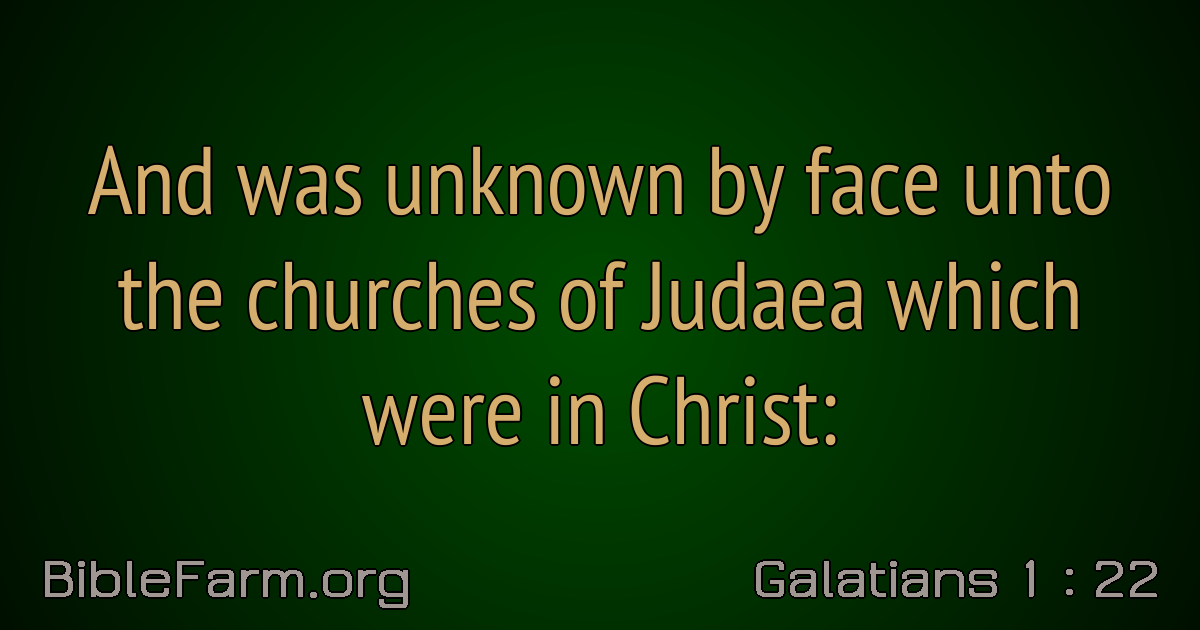 And was unknown by face unto
the churches of Judaea which
were in Christ:
BibleFarm.org
Galatians 1 : 22